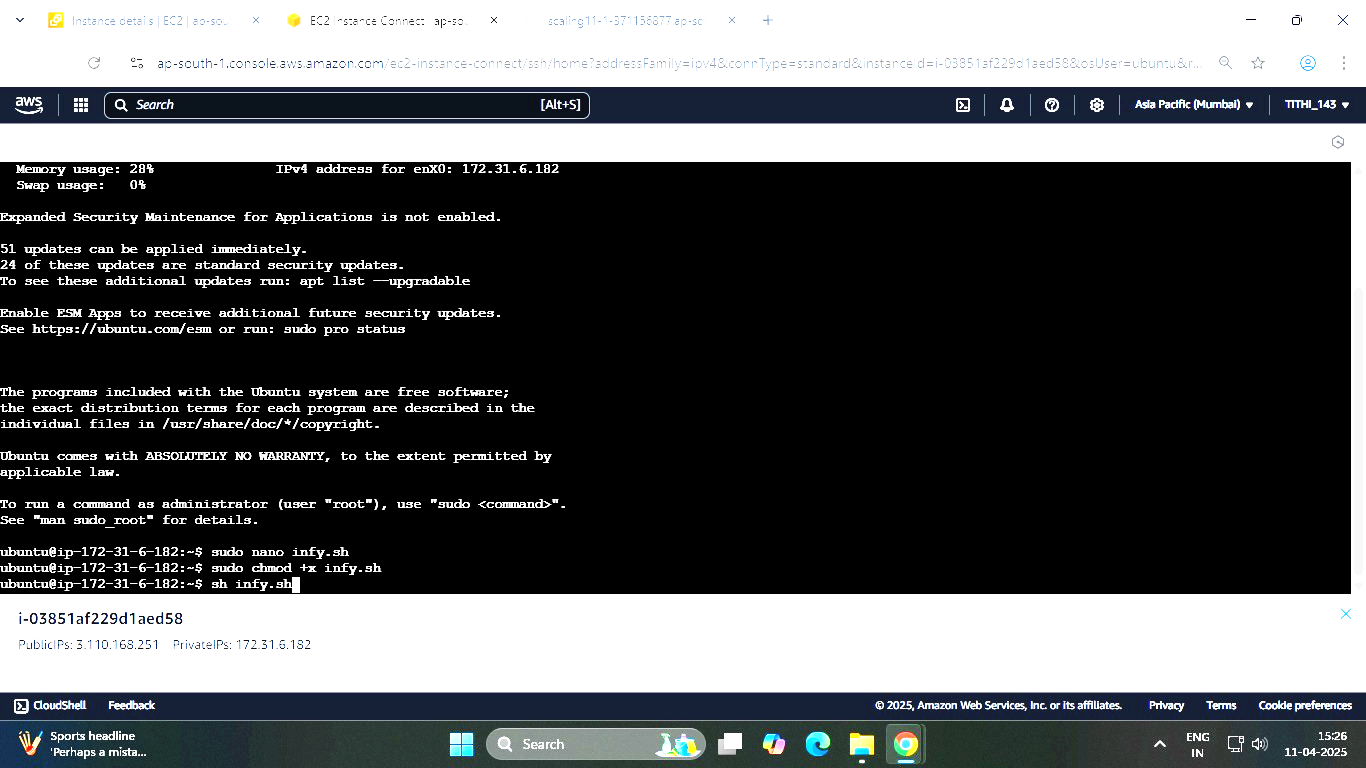 Instance details | EC2 | ap-sou
EC2 Instance Connect ap-so
scaling11-1-371156877.ap-so
ap-south-1.console.aws.amazon.com/ec2-instance-connect/ssh/home?addressFamily=ipv4&connType=standard&instanceId=i-03851af229d1aed58&osUser=ubuntu&r...
aws
Search
[Alt+S]
Asia Pacific (Mumbai)
TITHI_143
Memory usage: 28% IPv4 address for enX0: 172.31.6.182
Swap usage: 0%
Expanded Security Maintenance for Applications is not enabled.
51 updates can be applied immediately.
24 of these updates are standard security updates.
To see these additional updates run: apt list --upgradable
Enable ESM Apps to receive additional future security updates.
See https://ubuntu.com/esm or run: sudo pro status
The programs included with the Ubuntu system are free software;
the exact distribution terms for each program are described in the
individual files in /usr/share/doc/*/copyright.
Ubuntu comes with ABSOLUTELY NO WARRANTY, to the extent permitted by
applicable law.
To run a command as administrator (user "root"), use "sudo <command>".
See "man sudo_root" for details.
ubuntu@ip-172-31-6-182:~$ sudo nano infy.sh
ubuntu@ip-172-31-6-182:~$ sudo chmod +x infy.sh
ubuntu@ip-172-31-6-182:~$ sh infy.sh
i-03851af229d1aed58
PublicIPs: 3.110.168.251 PrivateIPs: 172.31.6.182
CloudShell Feedback
© 2025, Amazon Web Services, Inc. or its affiliates. Privacy Terms Cookie preferences
Sports headline
'Perhaps a mista...
Search
ENG
IN
15:26
11-04-2025